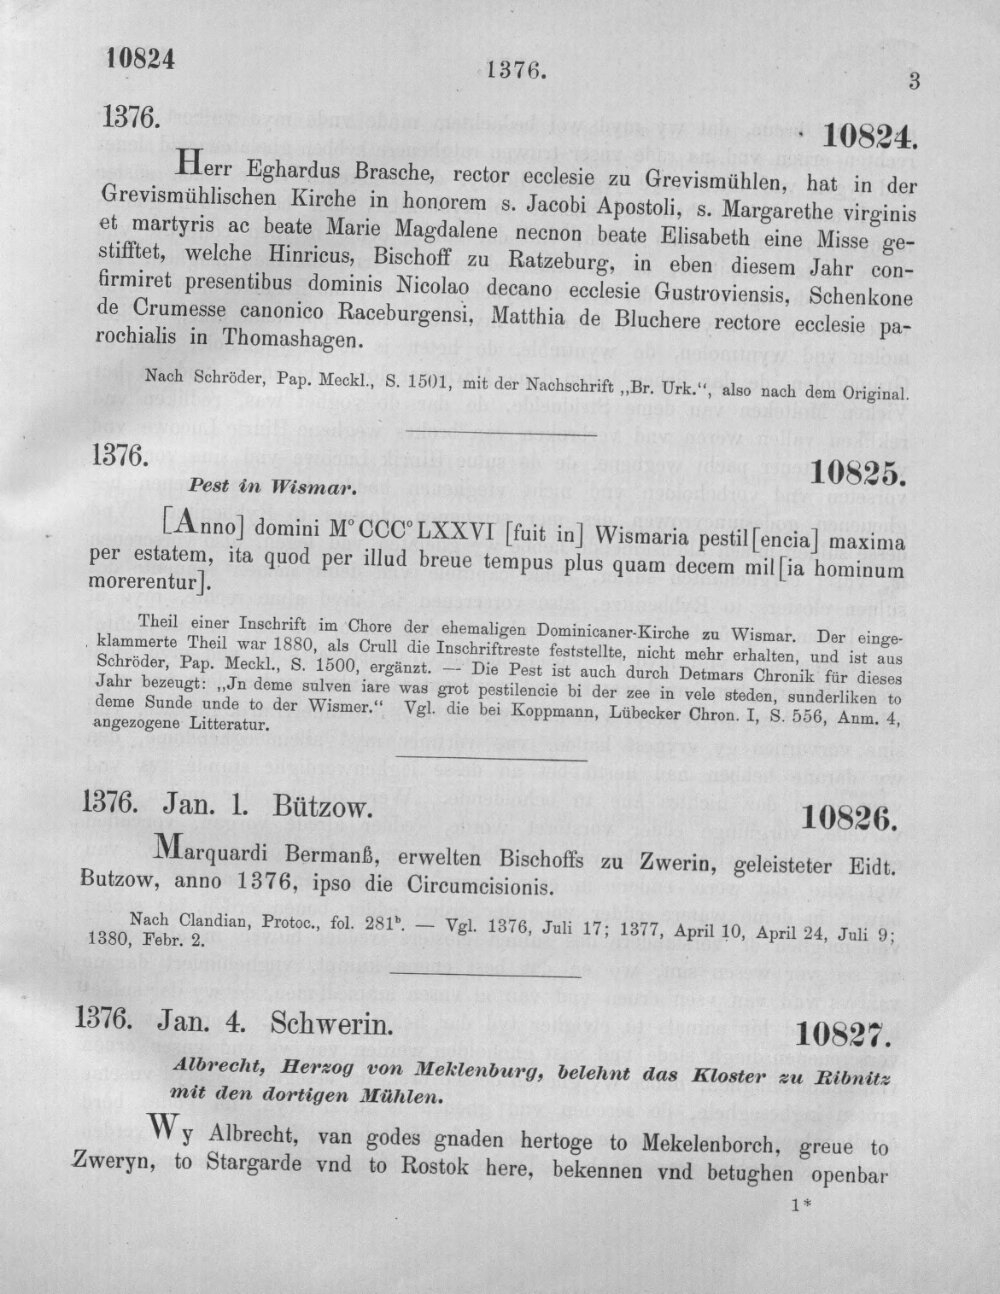 10824
1376.
3
1376.
10824.
Herr Eghardus Brasche, rector ecclesie zu Grevismühlen, hat in der
Grevismühlischen Kirche in honorem s. Jacobi Apostoli, s. Margarethe virginis
et martyris ac beate Marie Magdalene necnon beate Elisabeth eine Misse ge-
stifftet, welche Hinricus, Bischoff zu Ratzeburg, in eben diesem Jahr con-
firmiret presentibus dominis Nicolao decano ecclesie Gustroviensis, Schenkone
de Crumesse canonico Raceburgensi, Matthia de Bluchere rectore ecclesie pa-
rochialis in Thomashagen.
Nach Schröder, Pap. Meckl., S. 1501, mit der Nachschrift „Br. Urk.“, also nach dem Original.
1376.
10825.
Pest in Wismar.
[Anno] domini M°CCC°LXXVI [fuit in] Wismaria pestil[encia] maxima
per estatem, ita quod per illud breue tempus plus quam decem mil[ia hominum
morerentur].
Theil einer Inschrift im Chore der ehemaligen Dominicaner-Kirche zu Wismar. Der einge-
klammerte Theil war 1880, als Crull die Inschriftreste feststellte, nicht mehr erhalten, und ist aus
Schröder, Pap. Meckl., S. 1500, ergänzt. — Die Pest ist auch durch Detmars Chronik für dieses
Jahr bezeugt: „Jn deme sulven iare was grot pestilencie bi der zee in vele steden, sunderliken to
deme Sunde unde to der Wismer.“ Vgl. die bei Koppmann, Lübecker Chron. I, S. 556, Anm. 4,
angezogene Litteratur.
1376. Jan. 1. Bützow.
10826.
Marquardi Bermanß, erwelten Bischoffs zu Zwerin, geleisteter Eidt.
Butzow, anno 1376, ipso die Circumcisionis.
Nach Clandian, Protoc., fol. 281ᵇ. — Vgl. 1376, Juli 17; 1377, April 10, April 24, Juli 9;
1380, Febr. 2.
1376. Jan. 4. Schwerin.
10827.
Albrecht, Herzog von Meklenburg, belehnt das Kloster zu Ribnitz
mit den dortigen Mühlen.
Wy Albrecht, van godes gnaden hertoge to Mekelenborch, greue to
Zweryn, to Stargarde vnd to Rostok here, bekennen vnd betughen openbar
1*